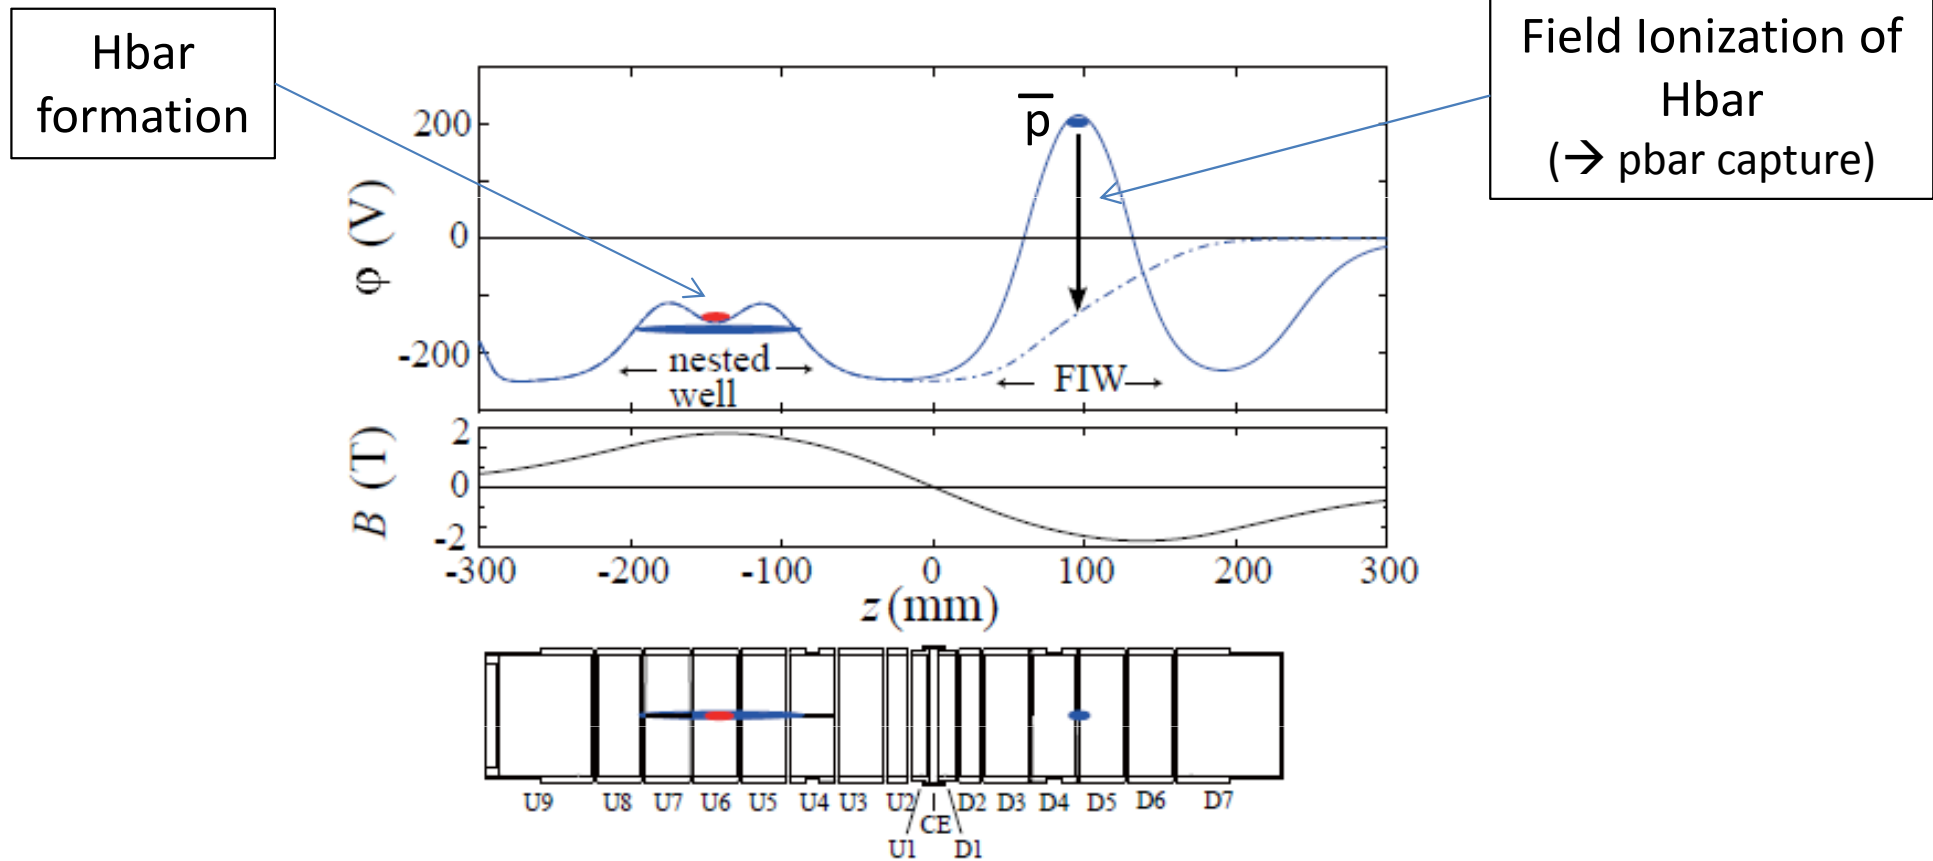 Hbar
formation
Field Ionization of
Hbar
(→ pbar capture)
p̅
200
0
-200
φ (V)
nested
well
FIW
2
0
-2
B (T)
-300 -200 -100 0 100 200 300
z (mm)
U9 U8 U7 U6 U5 U4 U3 U2 D2 D3 D4 D5 D6 D7
CE
U1 D1